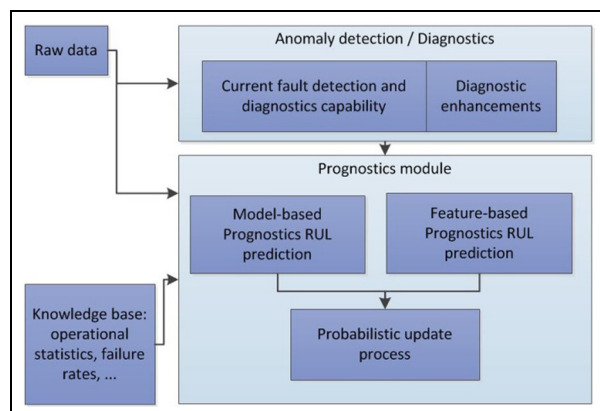 Raw data
Anomaly detection / Diagnostics
Current fault detection and
diagnostics capability
Diagnostic
enhancements
Prognostics module
Model-based
Prognostics RUL
prediction
Feature-based
Prognostics RUL
prediction
Knowledge base:
operational
statistics, failure
rates, ...
Probabilistic update
process